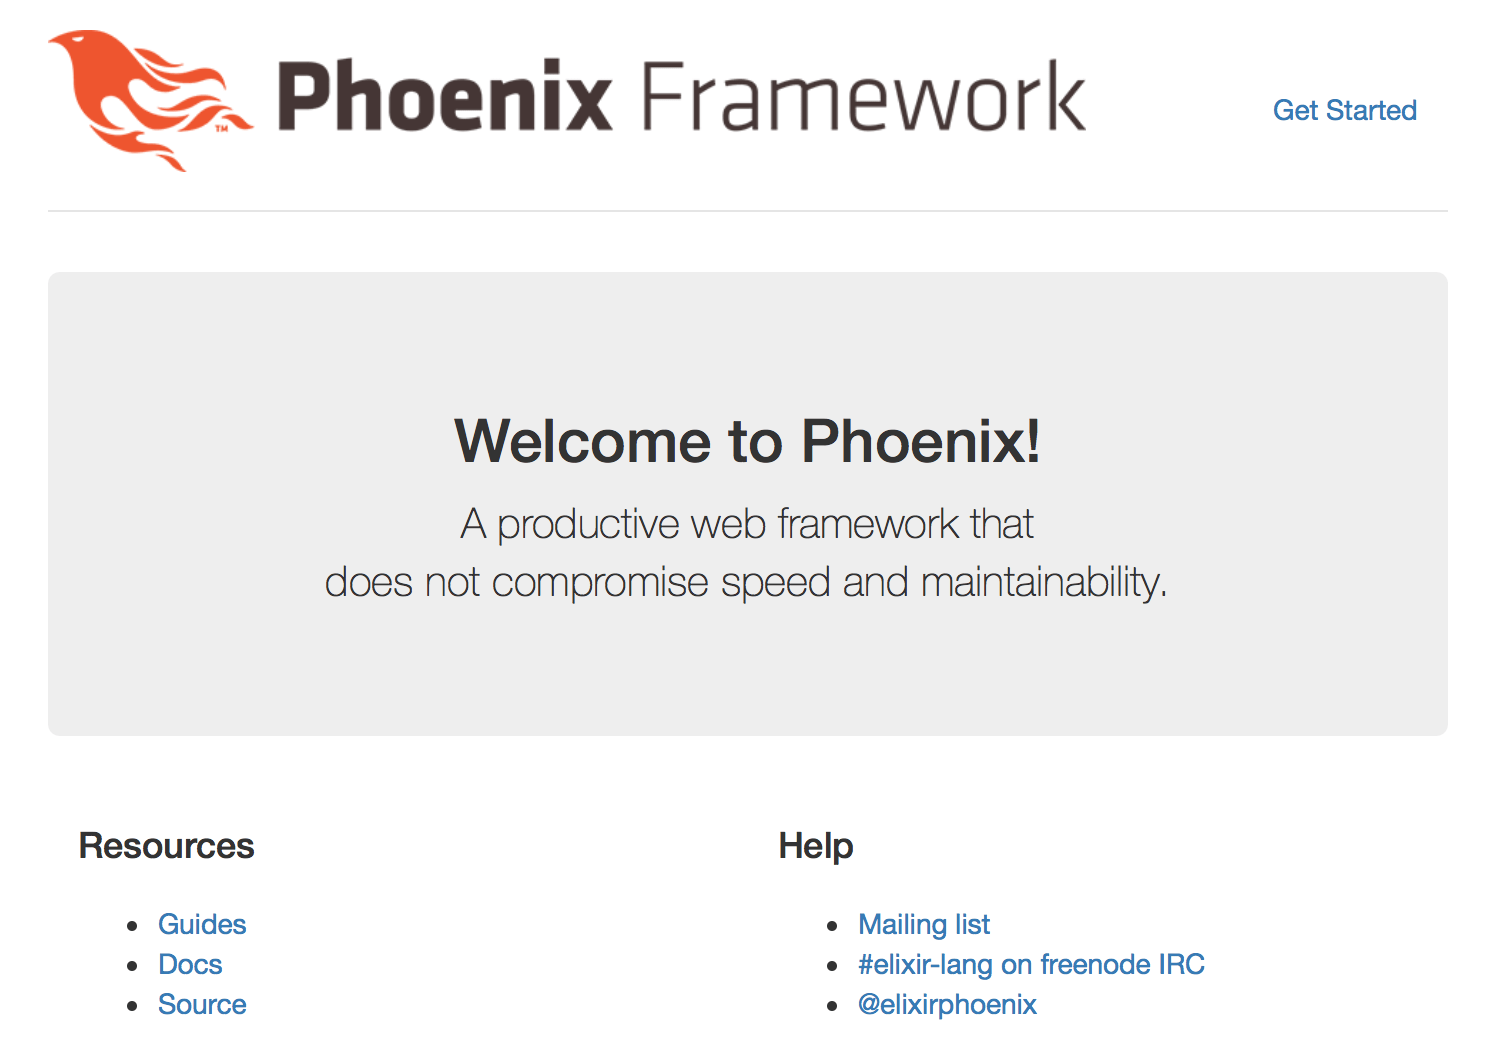 Phoenix Framework
TM
Get Started
Welcome to Phoenix!
A productive web framework that
does not compromise speed and maintainability.
Resources
Guides
Docs
Source
Help
Mailing list
#elixir-lang on freenode IRC
@elixirphoenix